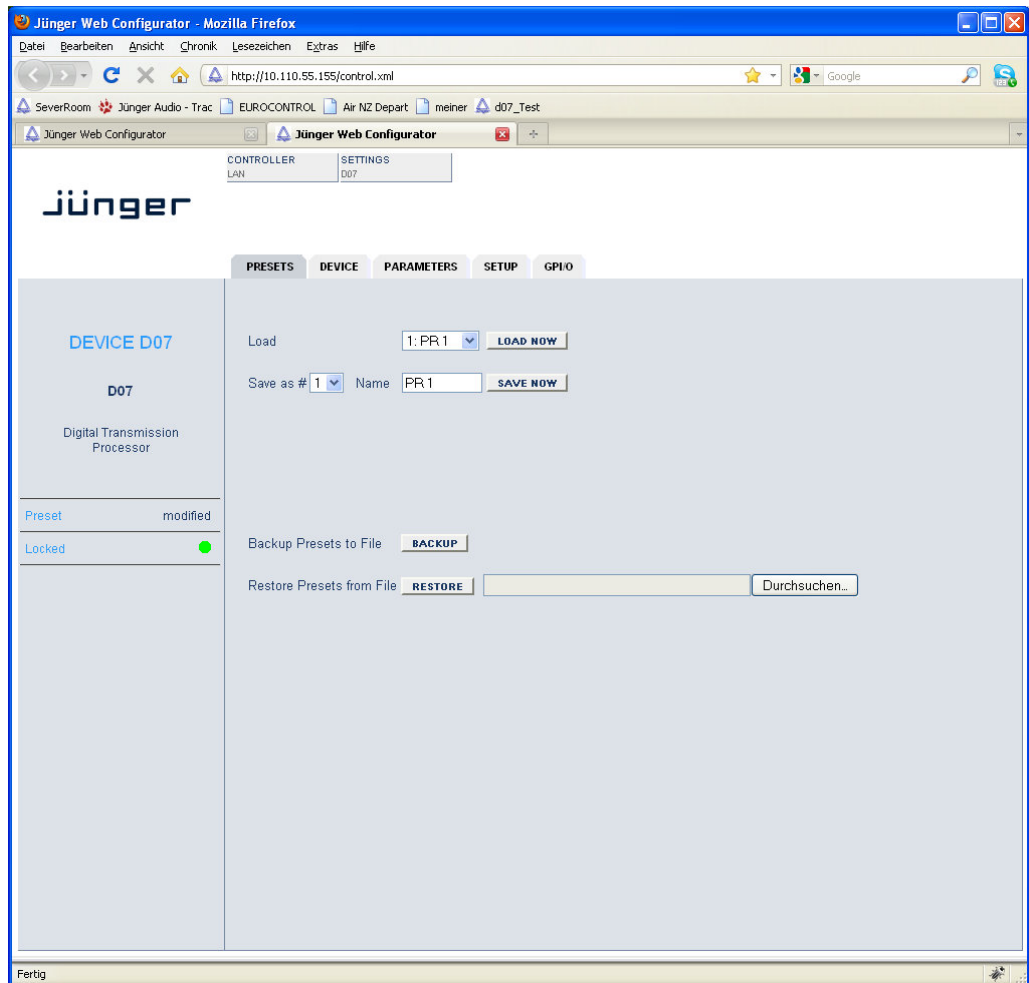 Jünger Web Configurator - Mozilla Firefox
Datei Bearbeiten Ansicht Chronik Lesezeichen Extras Hilfe
http://10.110.55.155/control.xml Google
SeverRoom Jünger Audio - Trac EUROCONTROL Air NZ Depart meiner d07_Test
Jünger Web Configurator Jünger Web Configurator
CONTROLLER SETTINGS
LAN D07
jünger
PRESETS DEVICE PARAMETERS SETUP GPI/O
DEVICE D07
Load 1: PR 1 LOAD NOW
Save as # 1 Name PR 1 SAVE NOW
D07
Digital Transmission
Processor
Preset modified
Locked
Backup Presets to File BACKUP
Restore Presets from File RESTORE Durchsuchen...
Fertig